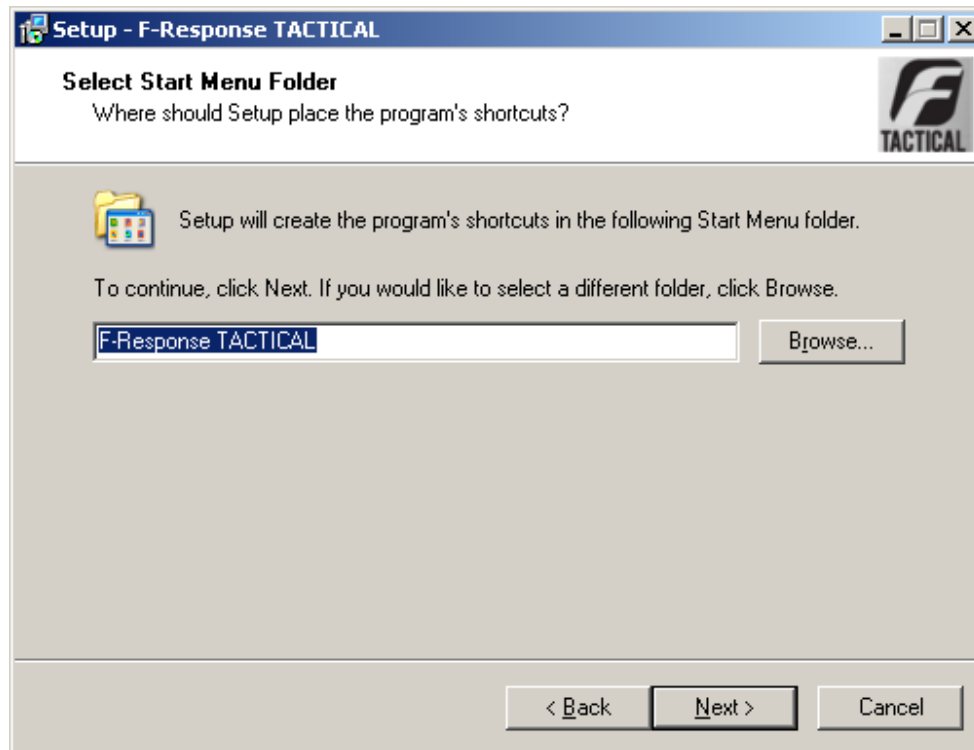 Setup - F-Response TACTICAL
Select Start Menu Folder
Where should Setup place the program's shortcuts?
TACTICAL
Setup will create the program's shortcuts in the following Start Menu folder.
To continue, click Next. If you would like to select a different folder, click Browse.
F-Response TACTICAL
Browse...
< Back
Next >
Cancel